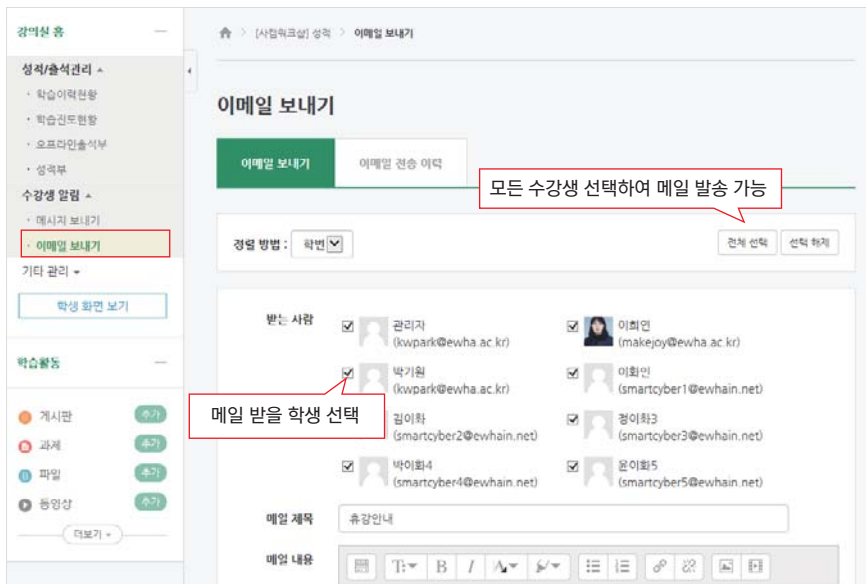 강의실 홈
[사립워크샵] 성적 > 이메일 보내기
성적/출석관리
· 학습이력현황
· 학습진도현황
· 오프라인출석부
· 성적부
수강생 알림
· 메시지 보내기
· 이메일 보내기
기타 관리
학생 화면 보기
학습활동
게시판 추가
과제 추가
파일 추가
동영상 추가
더보기
이메일 보내기
이메일 보내기 이메일 전송 이력
모든 수강생 선택하여 메일 발송 가능
정렬 방법 : 학번 전체 선택 선택 해제
받는 사람
관리자
(kwpark@ewha.ac.kr)
이희언
(makejoy@ewha.ac.kr)
박기원
(kwpark@ewha.ac.kr)
이화인
(smartcyber1@ewhain.net)
메일 받을 학생 선택
김이화
(smartcyber2@ewhain.net)
정이화3
(smartcyber3@ewhain.net)
박이화4
(smartcyber4@ewhain.net)
윤이화5
(smartcyber5@ewhain.net)
메일 제목 휴강안내
메일 내용
T B I A